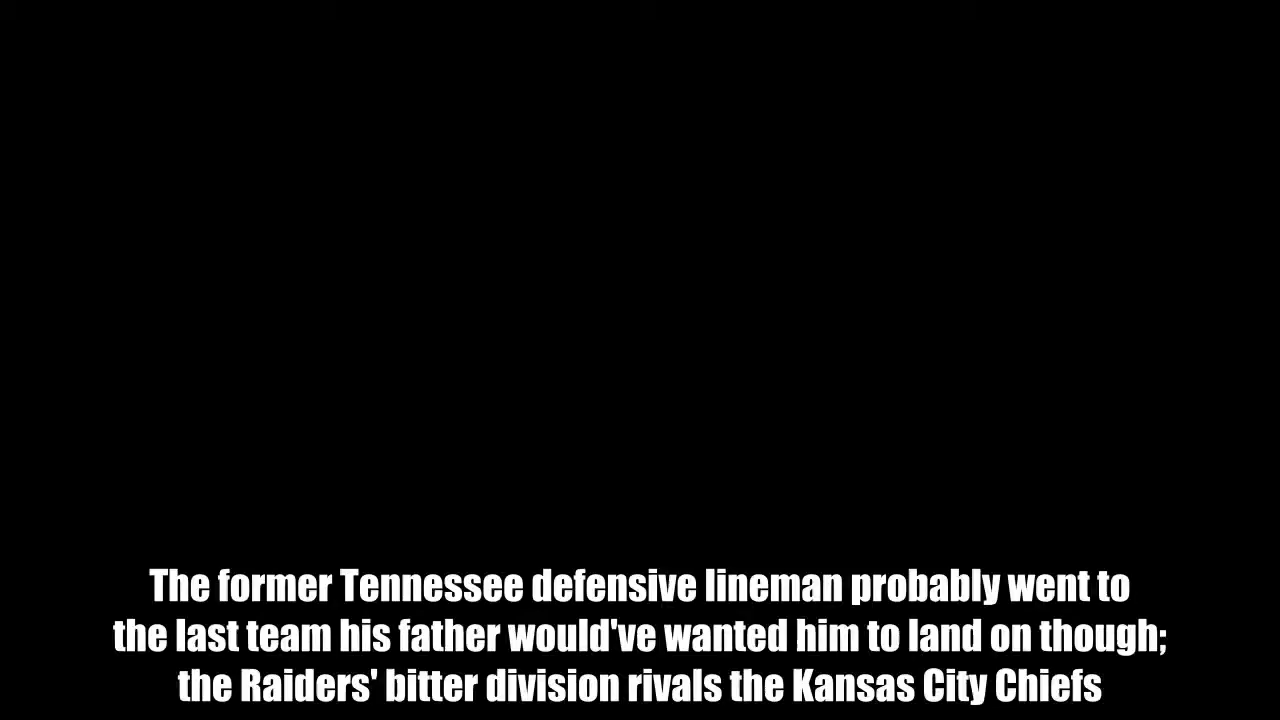 The former Tennessee defensive lineman probably went to
the last team his father would've wanted him to land on though;
the Raiders' bitter division rivals the Kansas City Chiefs